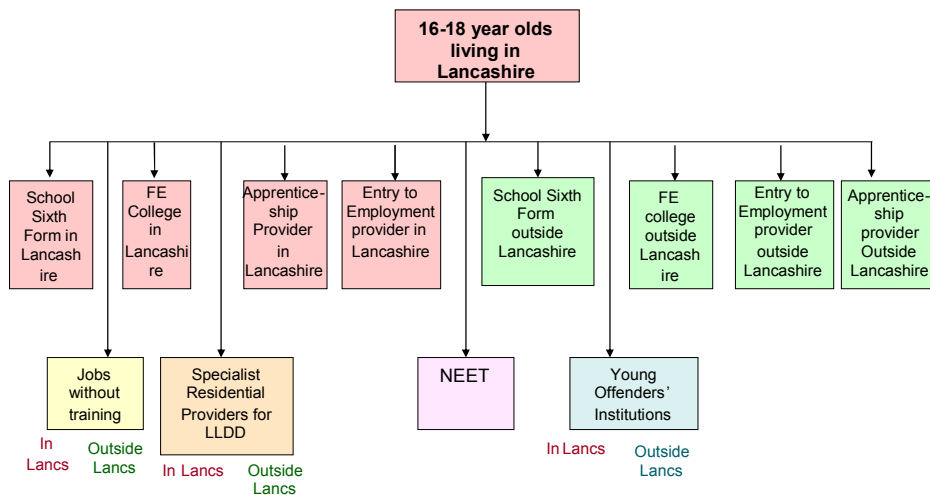 16-18 year olds
living in
Lancashire
School
Sixth
Form in
Lancash
ire
FE
College
in
Lancashi
re
Apprentice-
ship
Provider
in
Lancashire
Entry to
Employment
provider in
Lancashire
School Sixth
Form
outside
Lancashire
FE
college
outside
Lancash
ire
Entry to
Employment
provider
outside
Lancashire
Apprentice-
ship
provider
Outside
Lancashire
Jobs
without
training
Specialist
Residential
Providers for
LLDD
NEET
Young
Offenders’
Institutions
In
Lancs
Outside
Lancs
In Lancs
Outside
Lancs
In Lancs
Outside
Lancs